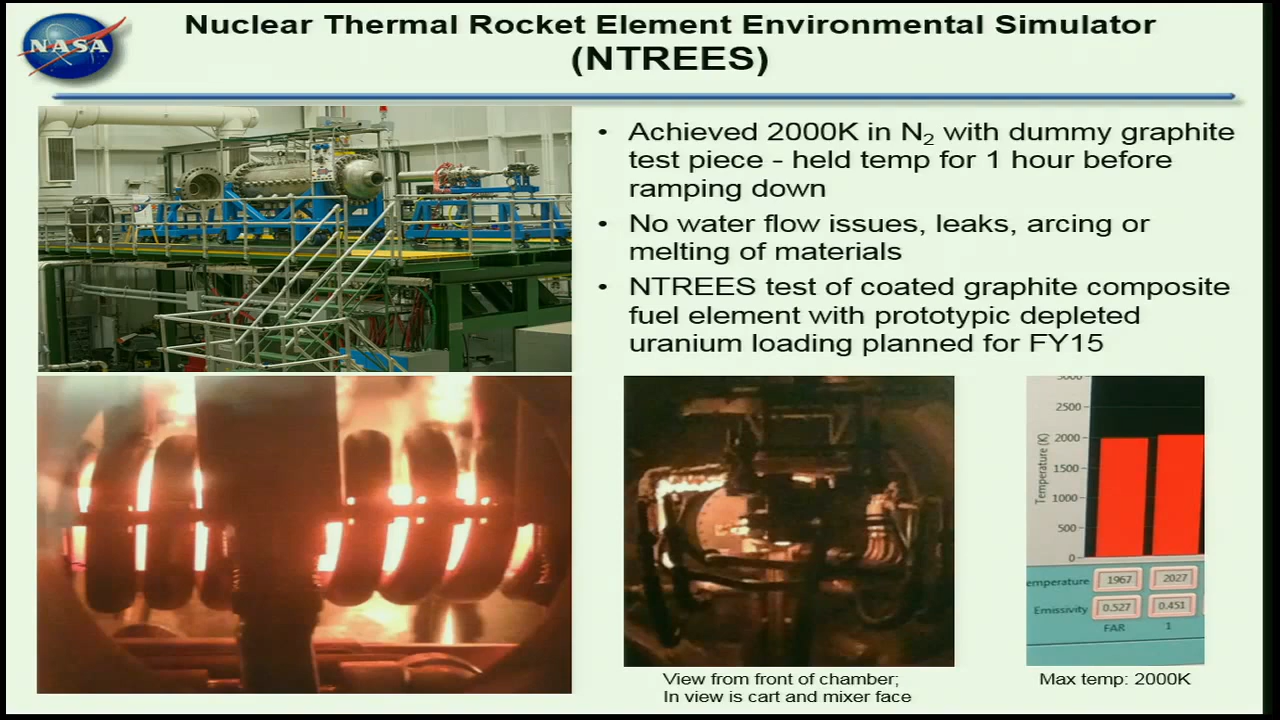 NASA
Nuclear Thermal Rocket Element Environmental Simulator
(NTREES)
• Achieved 2000K in N₂ with dummy graphite
test piece - held temp for 1 hour before
ramping down
• No water flow issues, leaks, arcing or
melting of materials
• NTREES test of coated graphite composite
fuel element with prototypic depleted
uranium loading planned for FY15
3000
2500
2000
1500
1000
500
0
Temperature (K)
emperature 1967 2027
Emissivity 0.527 0.451
FAR 1
View from front of chamber;
In view is cart and mixer face
Max temp: 2000K